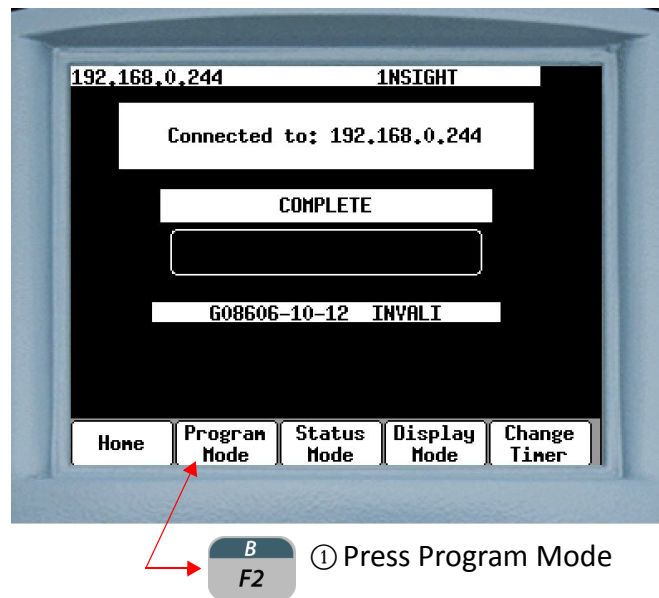 192.168.0.244 1NSIGHT
Connected to: 192.168.0.244
COMPLETE
G08606-10-12 INVALI
Home Program Mode Status Mode Display Mode Change Timer
B
F2
① Press Program Mode